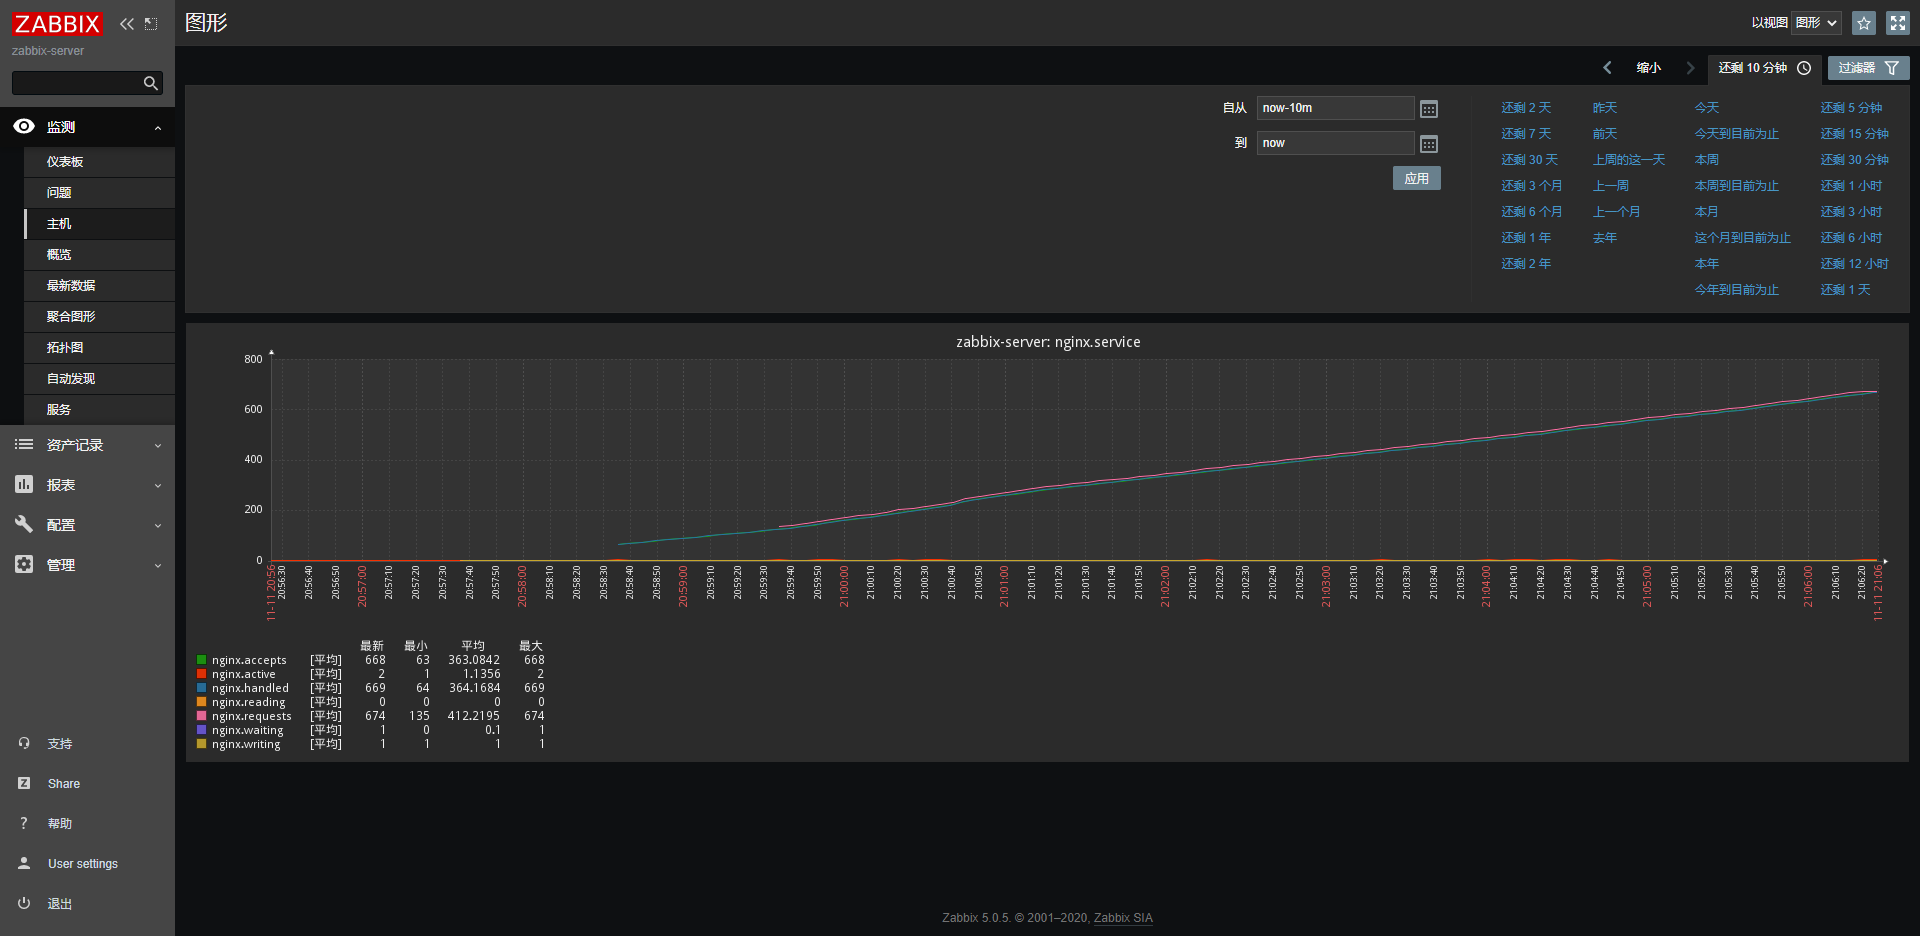 ZABBIX
zabbix-server
监测
仪表板
问题
主机
概览
最新数据
聚合图形
拓扑图
自动发现
服务
资产记录
报表
配置
管理
支持
Share
帮助
User settings
退出
图形
以视图 图形
缩小 还剩 10 分钟 过滤器
自从 now-10m
到 now
应用
还剩 2 天 昨天 今天 还剩 5 分钟
还剩 7 天 前天 今天到目前为止 还剩 15 分钟
还剩 30 天 上周的这一天 本周 还剩 30 分钟
还剩 3 个月 上一周 本周到目前为止 还剩 1 小时
还剩 6 个月 上一个月 本月 还剩 3 小时
还剩 1 年 去年 这个月到目前为止 还剩 6 小时
还剩 2 年 本年 还剩 12 小时
今年到目前为止 还剩 1 天
zabbix-server: nginx.service
800
600
400
200
0
11-11 20:56 20:56:30 20:56:40 20:56:50 20:57:00 20:57:10 20:57:20 20:57:30 20:57:40 20:57:50 20:58:00 20:58:10 20:58:20 20:58:30 20:58:40 20:58:50 20:59:00 20:59:10 20:59:20 20:59:30 20:59:40 20:59:50 21:00:00 21:00:10 21:00:20 21:00:30 21:00:40 21:00:50 21:01:00 21:01:10 21:01:20 21:01:30 21:01:40 21:01:50 21:02:00 21:02:10 21:02:20 21:02:30 21:02:40 21:02:50 21:03:00 21:03:10 21:03:20 21:03:30 21:03:40 21:03:50 21:04:00 21:04:10 21:04:20 21:04:30 21:04:40 21:04:50 21:05:00 21:05:10 21:05:20 21:05:30 21:05:40 21:05:50 21:06:00 21:06:10 21:06:20 11-11 21:06
最新 最小 平均 最大
nginx.accepts [平均] 668 63 363.0842 668
nginx.active [平均] 2 1 1.1356 2
nginx.handled [平均] 669 64 364.1684 669
nginx.reading [平均] 0 0 0 0
nginx.requests [平均] 674 135 412.2195 674
nginx.waiting [平均] 1 0 0.1 1
nginx.writing [平均] 1 1 1 1
Zabbix 5.0.5. © 2001–2020, Zabbix SIA